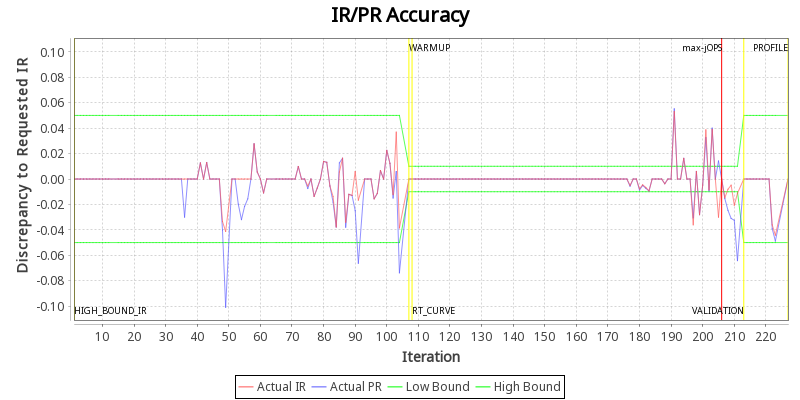 IR/PR Accuracy
Discrepancy to Requested IR
0.10
0.08
0.06
0.04
0.02
0.00
-0.02
-0.04
-0.06
-0.08
-0.10
WARMUP
max-jOPS
PROFILE
HIGH_BOUND_IR
RT_CURVE
VALIDATION
10 20 30 40 50 60 70 80 90 100 110 120 130 140 150 160 170 180 190 200 210 220
Iteration
Actual IR Actual PR Low Bound High Bound